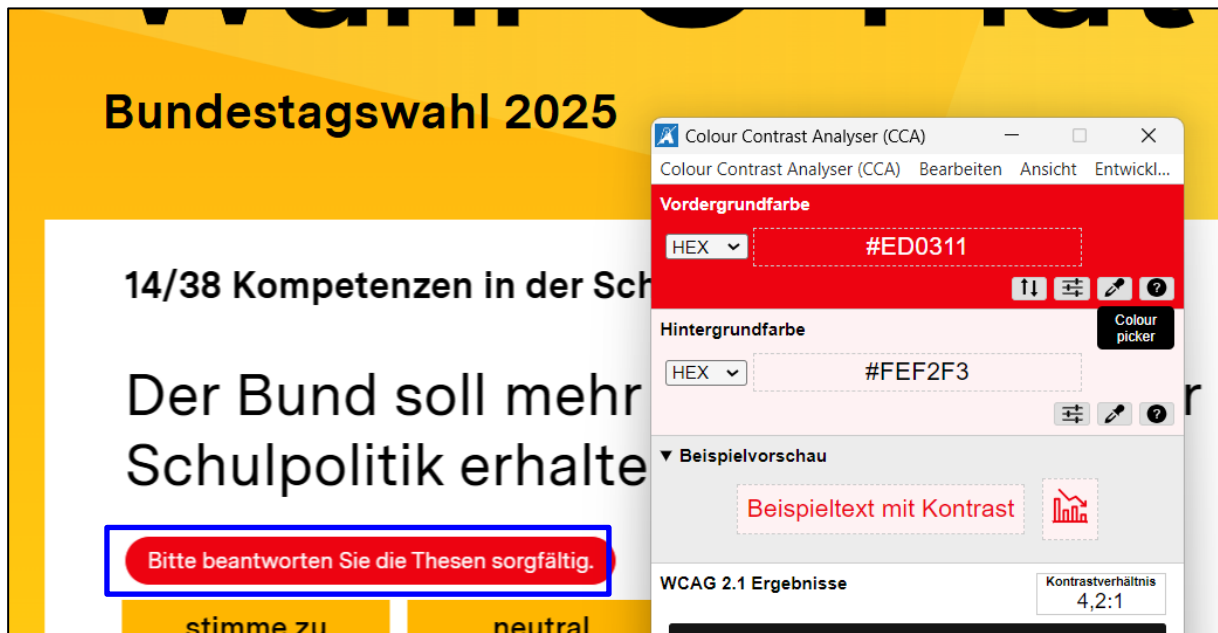 Wahl-O-Mat
Bundestagswahl 2025
14/38 Kompetenzen in der Sch
Der Bund soll mehr
r
Schulpolitik erhalte
Bitte beantworten Sie die Thesen sorgfältig.
stimme zu
neutral
Colour Contrast Analyser (CCA)
Colour Contrast Analyser (CCA) Bearbeiten Ansicht Entwickl...
Vordergrundfarbe
HEX
#ED0311
Colour
picker
Hintergrundfarbe
HEX
#FEF2F3
▼ Beispielvorschau
Beispieltext mit Kontrast
WCAG 2.1 Ergebnisse
Kontrastverhältnis
4,2:1